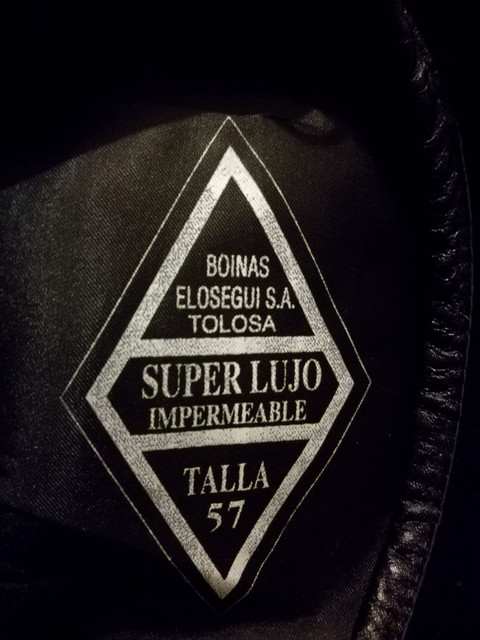 BOINAS
ELOSEGUI S.A.
TOLOSA
SUPER LUJO
IMPERMEABLE
TALLA
57